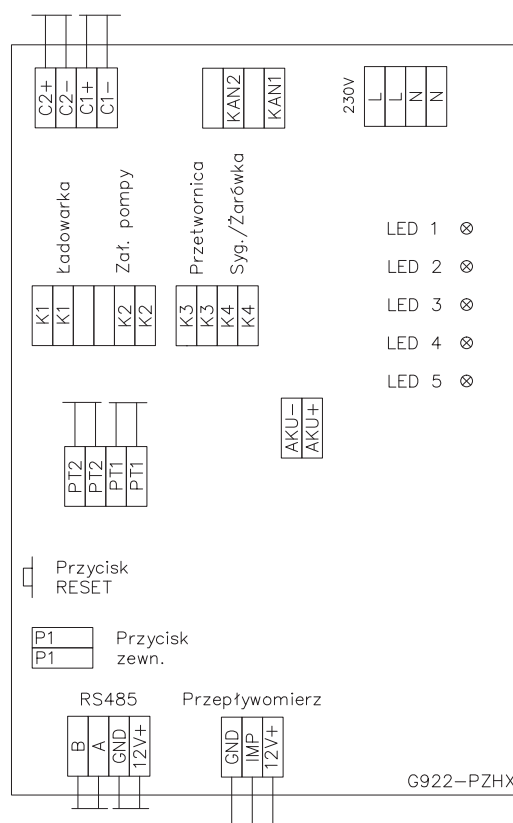 C2+ C2- C1+ C1-
KAN2 KAN1
230V
L L N N
Ładowarka
Zał. pompy
Przetwornica
Syg./Żarówka
K1 K1 K2 K2
K3 K3 K4 K4
LED 1
LED 2
LED 3
LED 4
LED 5
AKU- AKU+
PT2 PT2 PT1 PT1
Przycisk
RESET
P1
P1
Przycisk
zewn.
RS485
B A GND 12V+
Przepływomierz
GND IMP 12V+
G922-PZHX